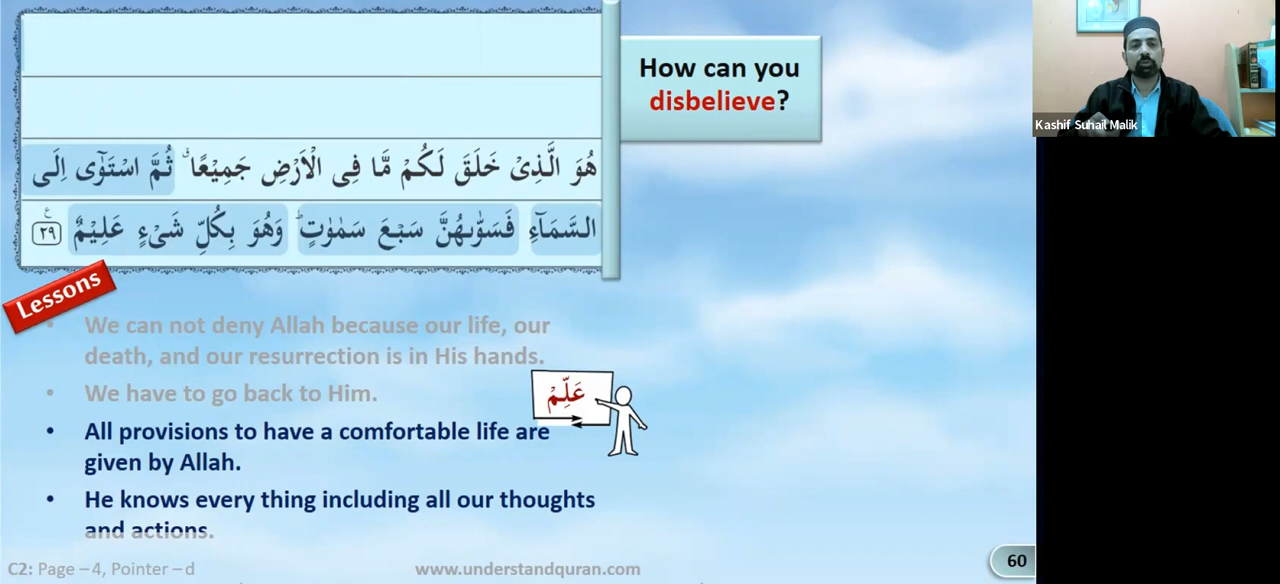 How can you
disbelieve?
Kashif Suhail Malik
هُوَ الَّذِیْ خَلَقَ لَكُمْ مَّا فِی الْاَرْضِ جَمِیْعًا ۗ ثُمَّ اسْتَوٰۤی اِلَی
السَّمَآءِ فَسَوّٰىهُنَّ سَبْعَ سَمٰوٰتٍ ؕ وَهُوَ بِكُلِّ شَیْءٍ عَلِیْمٌ ﴿٢٩﴾ ع
Lessons
• We can not deny Allah because our life, our
death, and our resurrection is in His hands.
• We have to go back to Him.
عَلِّمْ
• All provisions to have a comfortable life are
given by Allah.
• He knows every thing including all our thoughts
and actions.
C2: Page – 4, Pointer – d
www.understandquran.com
60